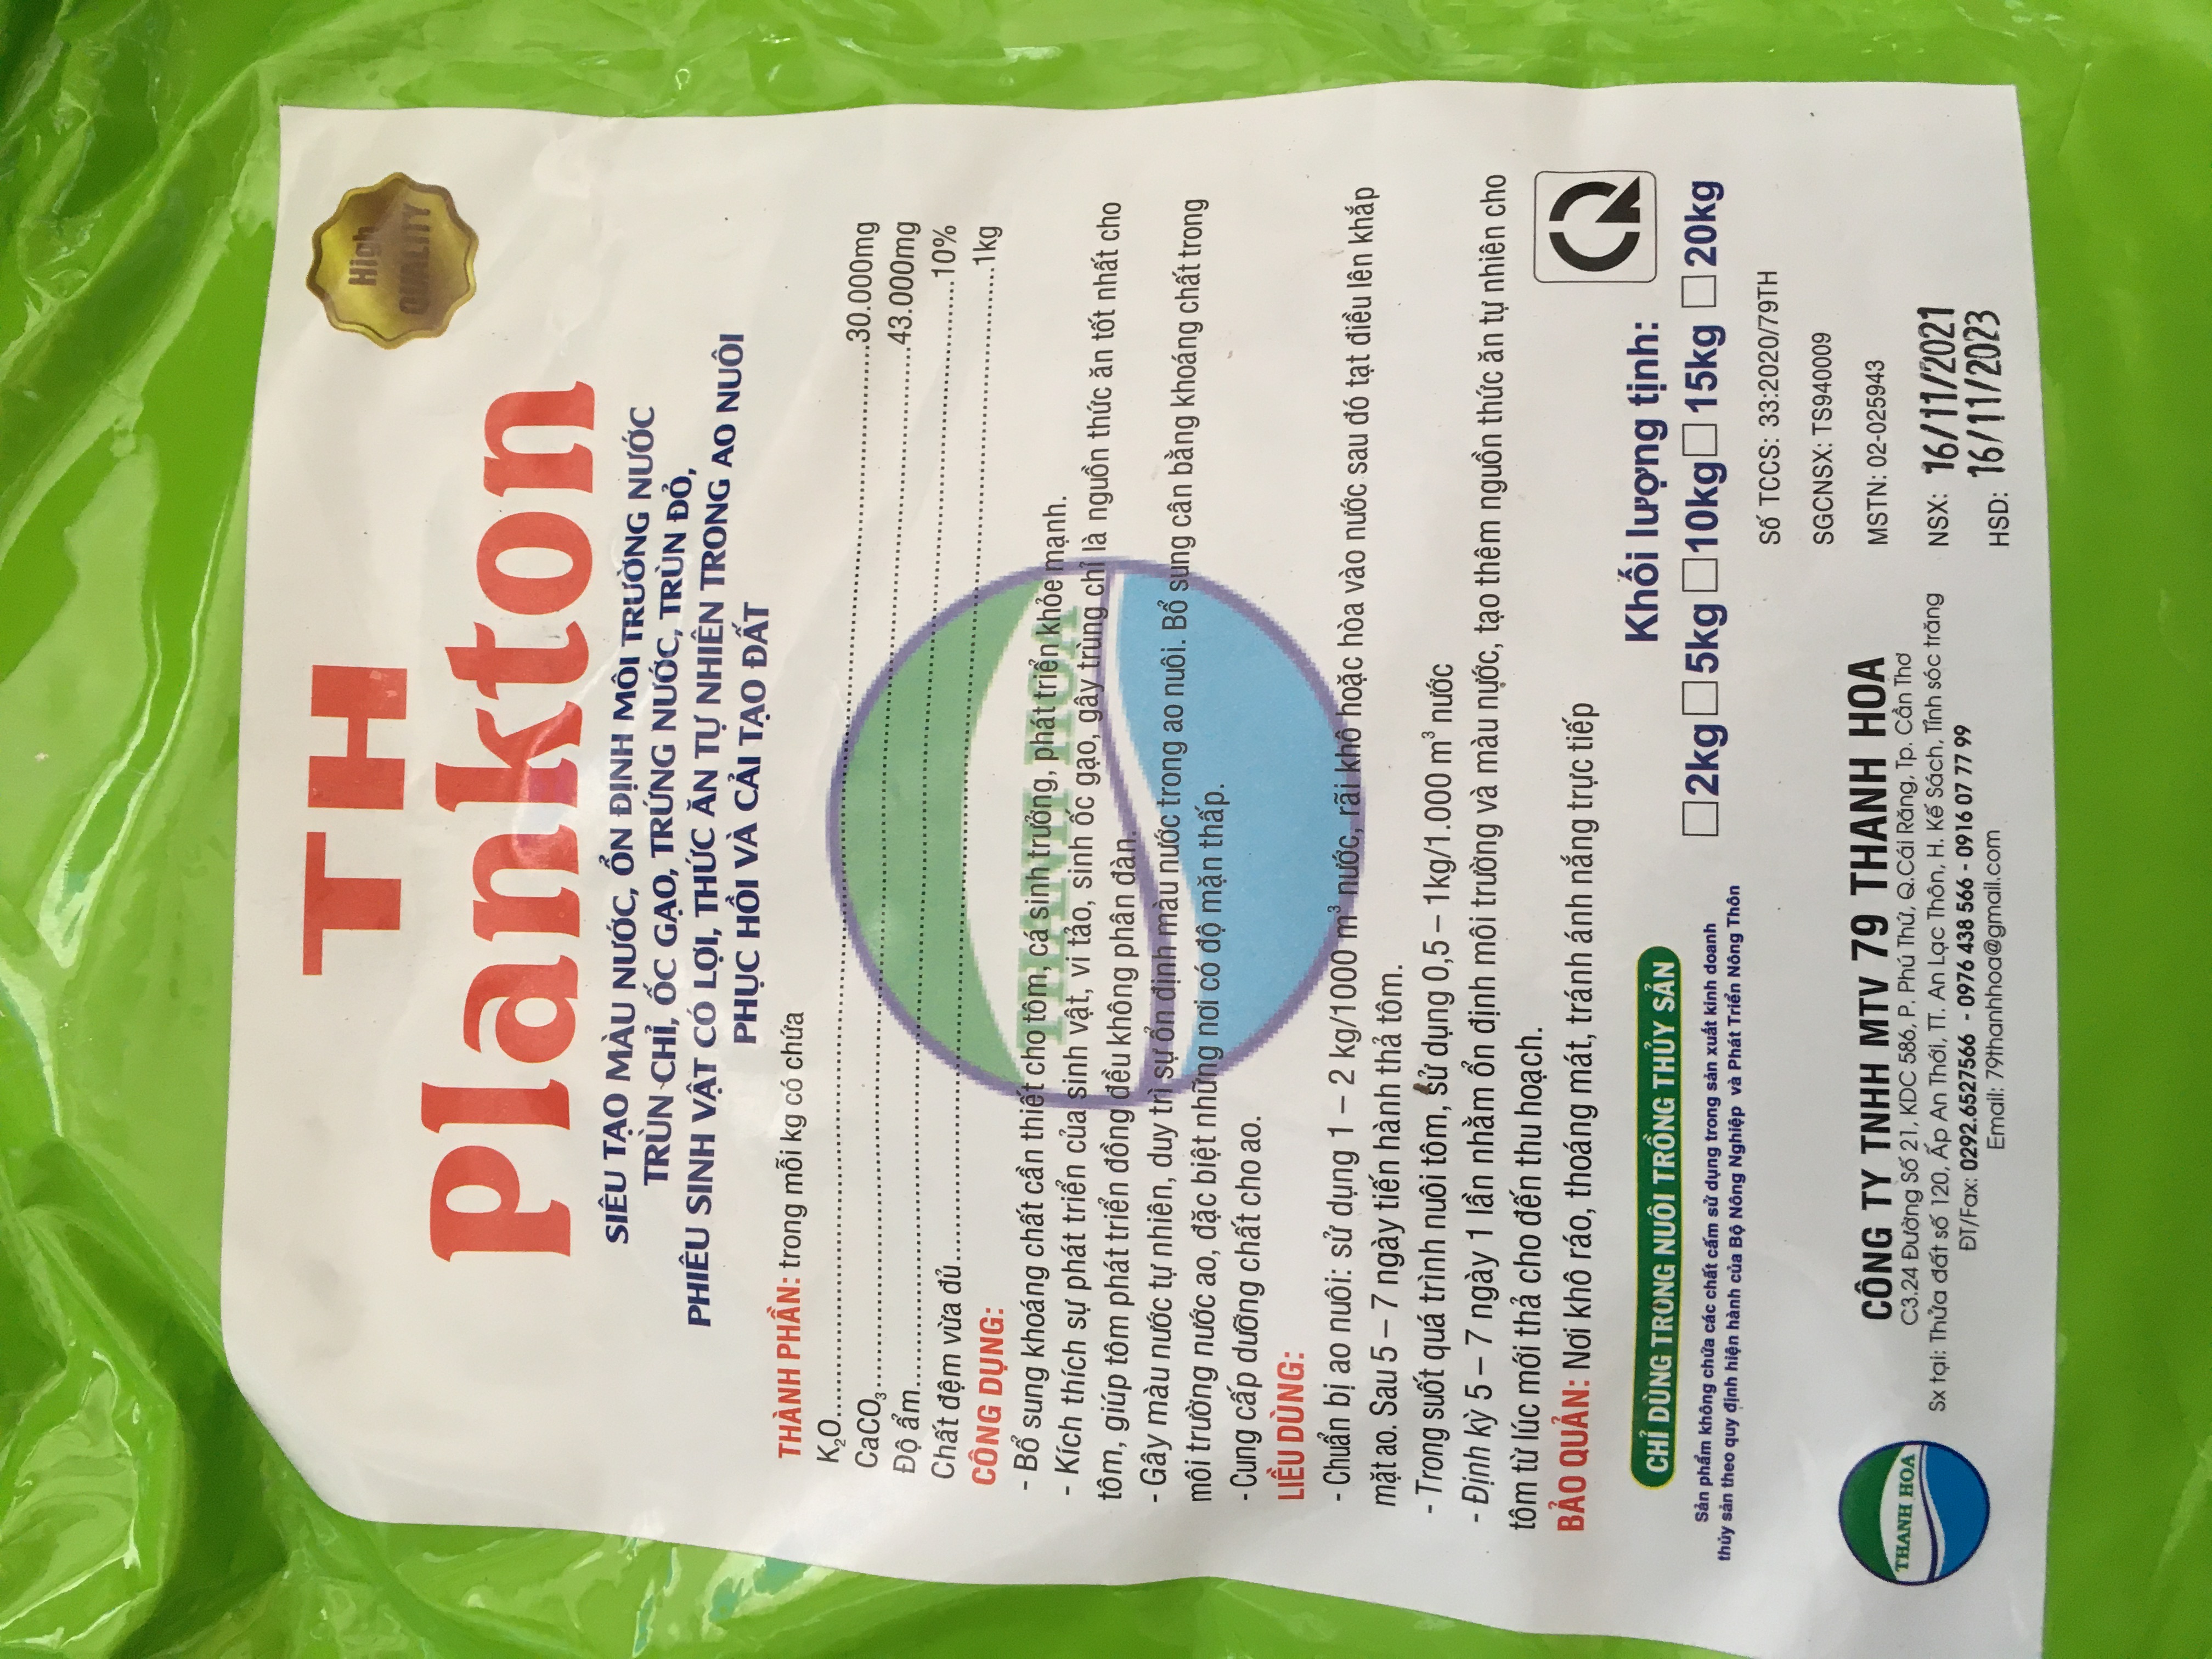 High
QUALITY
TH
plankton
SIÊU TẠO MÀU NƯỚC, ỔN ĐỊNH MÔI TRƯỜNG NƯỚC
TRÙN CHỈ, ỐC GẠO, TRỨNG NƯỚC, TRÙN ĐỎ,
PHIÊU SINH VẬT CÓ LỢI, THỨC ĂN TỰ NHIÊN TRONG AO NUÔI
PHỤC HỒI VÀ CẢI TẠO ĐẤT
THÀNH PHẦN: trong mỗi kg có chứa
K₂O....................30.000mg
CaCO₃....................43.000mg
Độ ẩm....................10%
Chất đệm vừa đủ....................1kg
CÔNG DỤNG:
- Bổ sung khoáng chất cần thiết cho tôm, cá sinh trưởng, phát triển khỏe mạnh.
- Kích thích sự phát triển của sinh vật, vi tảo, sinh ốc gạo, gây trùng chỉ là nguồn thức ăn tốt nhất cho
tôm, giúp tôm phát triển đồng đều không phân đàn.
- Gây màu nước tự nhiên, duy trì sự ổn định màu nước trong ao nuôi. Bổ sung cân bằng khoáng chất trong
môi trường nước ao, đặc biệt những nơi có độ mặn thấp.
- Cung cấp dưỡng chất cho ao.
THANH HOA
LIỀU DÙNG:
- Chuẩn bị ao nuôi: sử dụng 1 – 2 kg/1000 m³ nước, rãi khô hoặc hòa vào nước sau đó tạt điều lên khắp
mặt ao. Sau 5 – 7 ngày tiến hành thả tôm.
- Trong suốt quá trình nuôi tôm, sử dụng 0,5 – 1kg/1.000 m³ nước
- Định kỳ 5 – 7 ngày 1 lần nhằm ổn định môi trường và màu nước, tạo thêm nguồn thức ăn tự nhiên cho
tôm từ lúc mới thả cho đến thu hoạch.
BẢO QUẢN: Nơi khô ráo, thoáng mát, tránh ánh nắng trực tiếp
CHỈ DÙNG TRONG NUÔI TRỒNG THỦY SẢN
Sản phẩm không chứa các chất cấm sử dụng trong sản xuất kinh doanh
thủy sản theo quy định hiện hành của Bộ Nông Nghiệp và Phát Triển Nông Thôn
Khối lượng tịnh:
2kg 5kg 10kg 15kg 20kg
Số TCCS: 33:2020/79TH
SGCNSX: TS940009
MSTN: 02-025943
NSX: 16/11/2021
HSD: 16/11/2023
THANH HOA
CÔNG TY TNHH MTV 79 THANH HOA
C3.24 Đường Số 21, KDC 586, P. Phú Thứ, Q.Cái Răng, Tp. Cần Thơ
Sx tại: Thửa đất số 120, Ấp An Thới, TT. An Lạc Thôn, H. Kế Sách, Tỉnh sóc trăng
ĐT/Fax: 0292.6527566 - 0976 438 566 - 0916 07 77 99
Email: 79thanhhoa@gmail.com